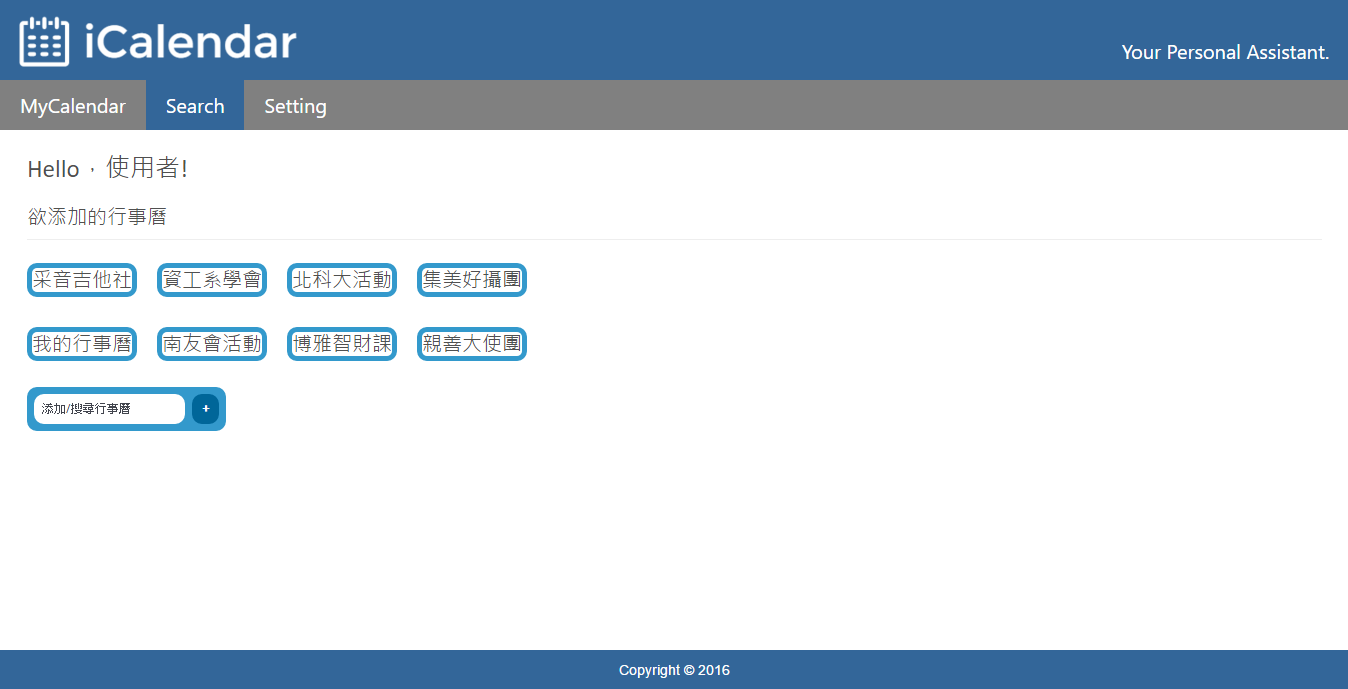 iCalendar
Your Personal Assistant.
MyCalendar Search Setting
Hello，使用者!
欲添加的行事曆
采音吉他社 資工系學會 北科大活動 集美好攝團
我的行事曆 南友會活動 博雅智財課 親善大使團
添加/搜尋行事曆 +
Copyright © 2016